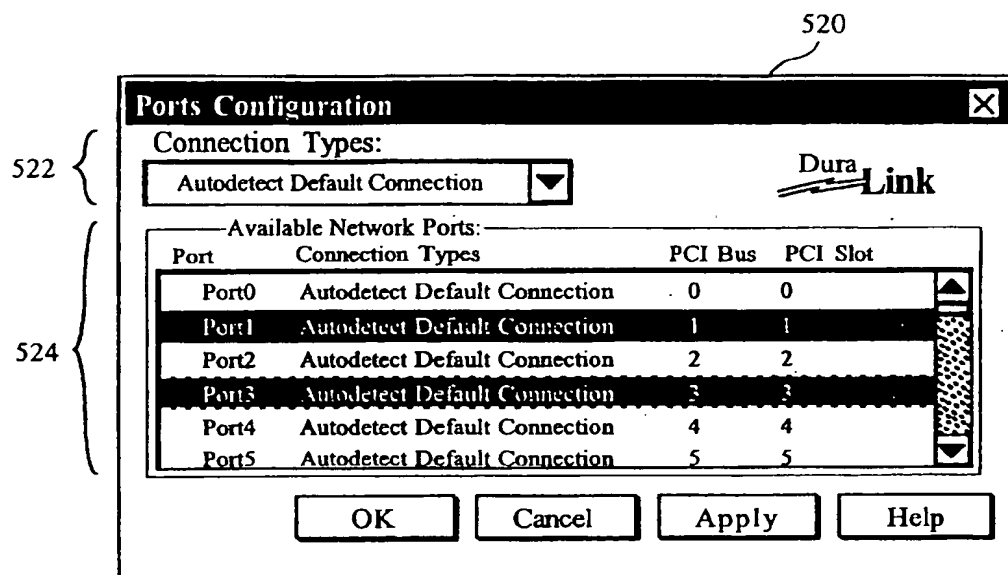 520
Ports Configuration
Connection Types:
522
Autodetect Default Connection
Dura Link
Available Network Ports:
Port Connection Types PCI Bus PCI Slot
Port0 Autodetect Default Connection 0 0
Port1 Autodetect Default Connection 1 1
524
Port2 Autodetect Default Connection 2 2
Port3 Autodetect Default Connection 3 3
Port4 Autodetect Default Connection 4 4
Port5 Autodetect Default Connection 5 5
OK Cancel Apply Help